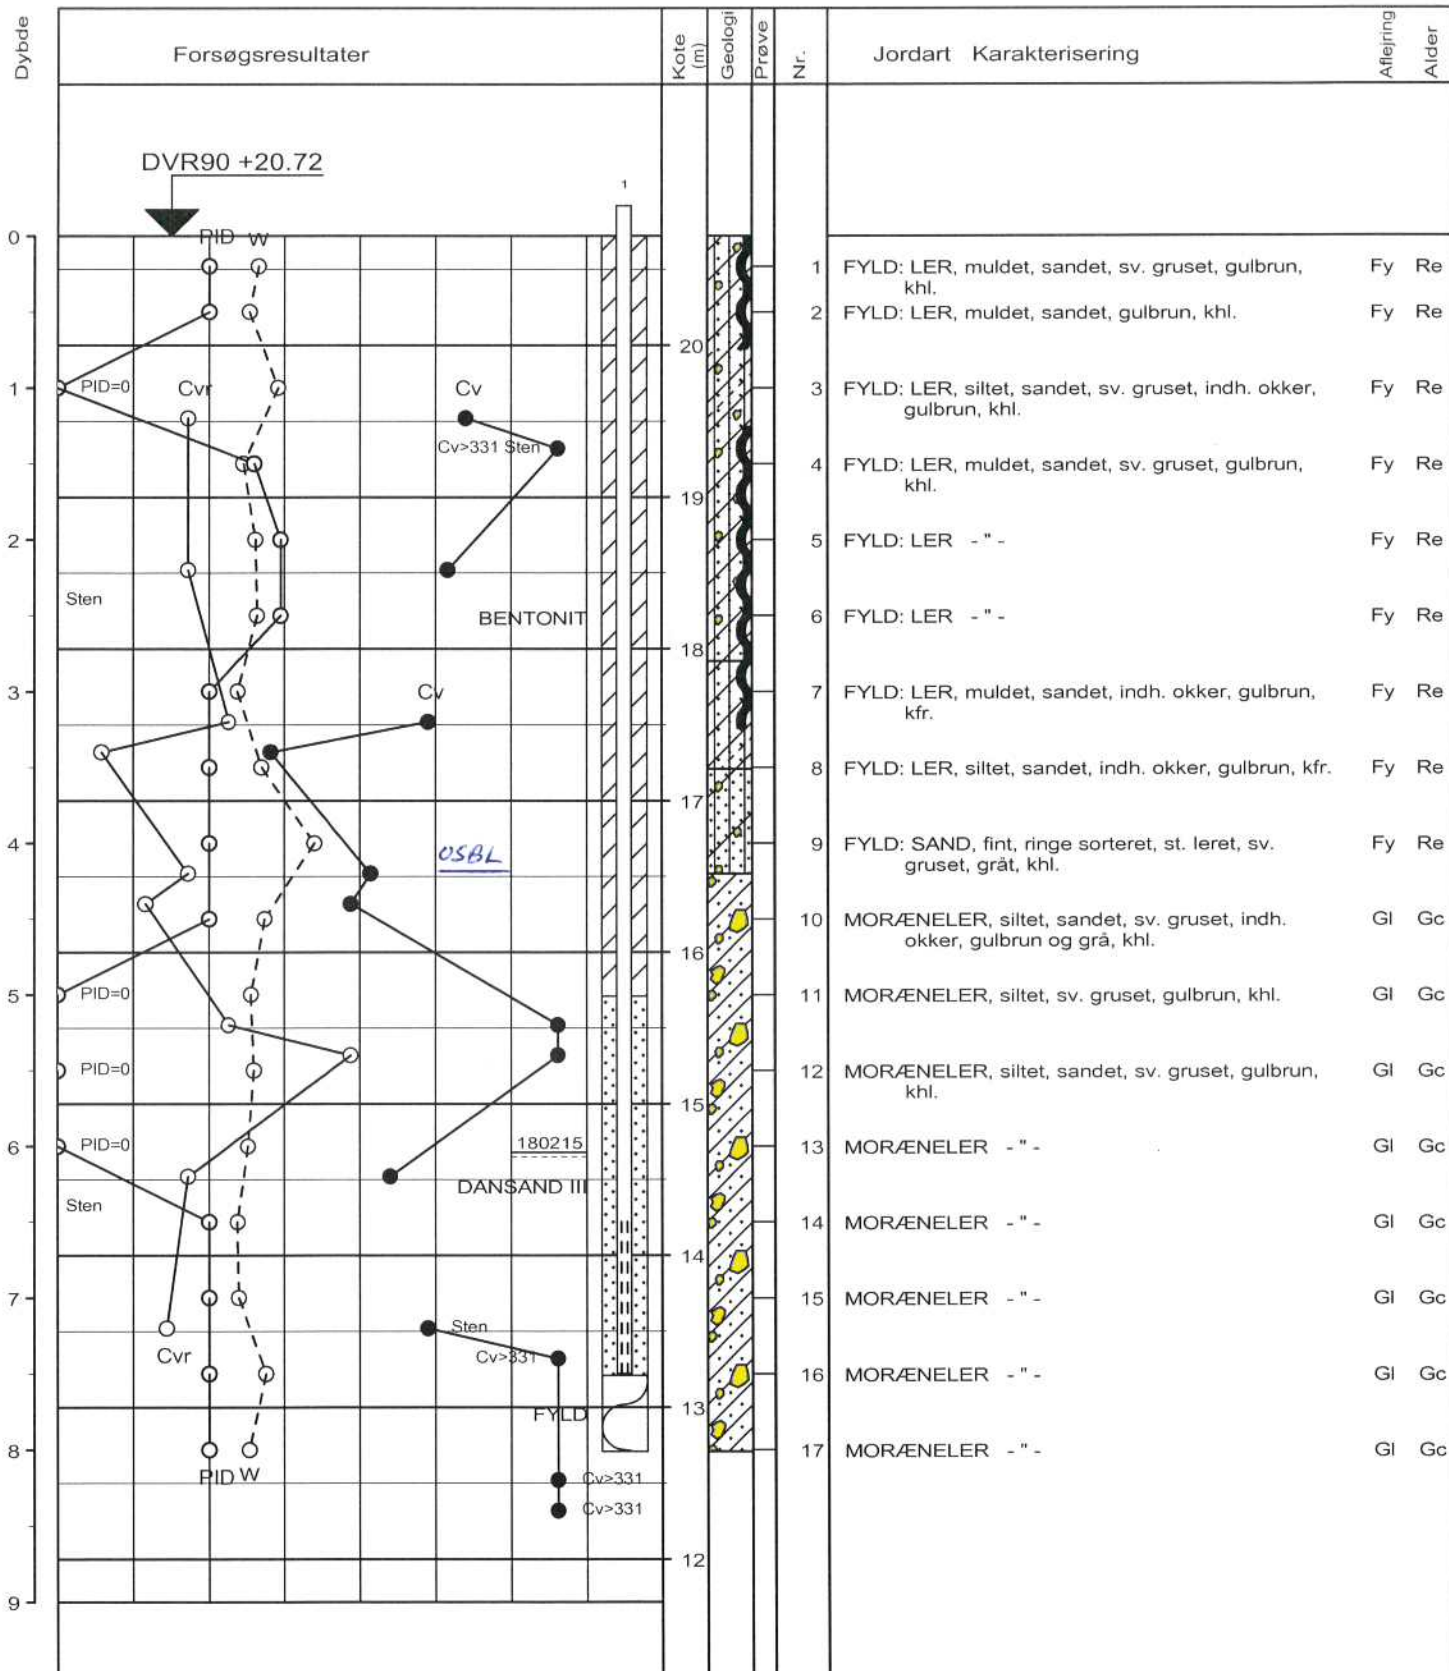 Dybde
Forsøgsresultater
Kote (m)
Geologi
Prøve
Nr.
Jordart Karakterisering
Aflejring
Alder
DVR90 +20.72
1
0
PID W
1 FYLD: LER, muldet, sandet, sv. gruset, gulbrun, Fy Re
khl.
2 FYLD: LER, muldet, sandet, gulbrun, khl. Fy Re
20
1
PID=0
Cvr
Cv
3 FYLD: LER, siltet, sandet, sv. gruset, indh. okker, Fy Re
gulbrun, khl.
Cv>331 Sten
4 FYLD: LER, muldet, sandet, sv. gruset, gulbrun, Fy Re
khl.
19
2
5 FYLD: LER - " - Fy Re
Sten
BENTONIT
6 FYLD: LER - " - Fy Re
18
3
Cv
7 FYLD: LER, muldet, sandet, indh. okker, gulbrun, Fy Re
kfr.
8 FYLD: LER, siltet, sandet, indh. okker, gulbrun, kfr. Fy Re
17
4
OSBL
9 FYLD: SAND, fint, ringe sorteret, st. leret, sv. Fy Re
gruset, gråt, khl.
10 MORÆNELER, siltet, sandet, sv. gruset, indh. Gl Gc
okker, gulbrun og grå, khl.
16
5
PID=0
11 MORÆNELER, siltet, sv. gruset, gulbrun, khl. Gl Gc
PID=0
12 MORÆNELER, siltet, sandet, sv. gruset, gulbrun, Gl Gc
khl.
15
6
PID=0
180215
13 MORÆNELER - " - Gl Gc
Sten
DANSAND III
14 MORÆNELER - " - Gl Gc
14
7
15 MORÆNELER - " - Gl Gc
Sten
Cvr
Cv>331
16 MORÆNELER - " - Gl Gc
13
FYLD
8
17 MORÆNELER - " - Gl Gc
PID W
Cv>331
Cv>331
12
9